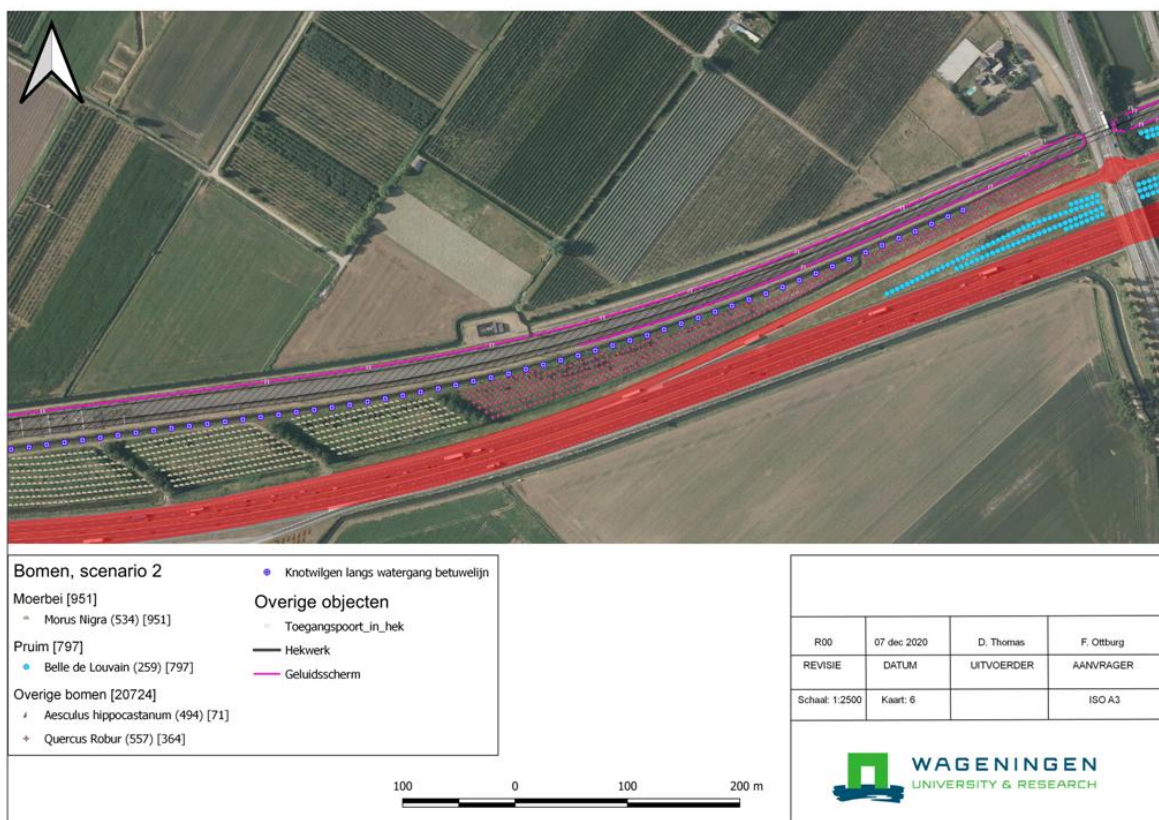 Bomen, scenario 2
Moerbei [951]
Morus Nigra (534) [951]
Pruim [797]
Belle de Louvain (259) [797]
Overige bomen [20724]
Aesculus hippocastanum (494) [71]
Quercus Robur (557) [364]
Knotwilgen langs watergang betuwelijn
Overige objecten
Toegangspoort_in_hek
Hekwerk
Geluidsscherm
100 0 100 200 m
R00 07 dec 2020 D. Thomas F. Ottburg
REVISIE DATUM UITVOERDER AANVRAGER
Schaal: 1:2500 Kaart: 6 ISO A3
WAGENINGEN
UNIVERSITY & RESEARCH